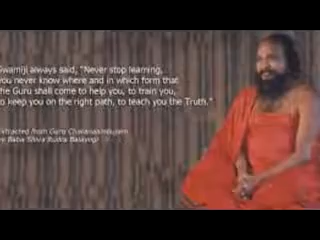 Swamiji always said, "Never stop learning,
you never know where and in which form that
the Guru shall come to help you, to train you,
to keep you on the right path, to teach you the Truth."
Extracted from Guru
by Baba Shiva Rudra Balayogi